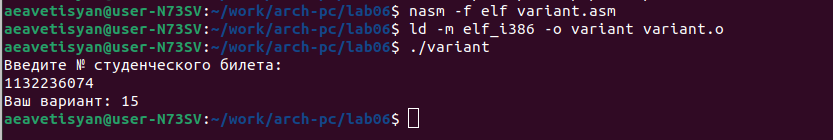 aeavetisyan@user-N73SV:~/work/arch-pc/lab06$ nasm -f elf variant.asm
aeavetisyan@user-N73SV:~/work/arch-pc/lab06$ ld -m elf_i386 -o variant variant.o
aeavetisyan@user-N73SV:~/work/arch-pc/lab06$ ./variant
Введите № студенческого билета:
1132236074
Ваш вариант: 15
aeavetisyan@user-N73SV:~/work/arch-pc/lab06$